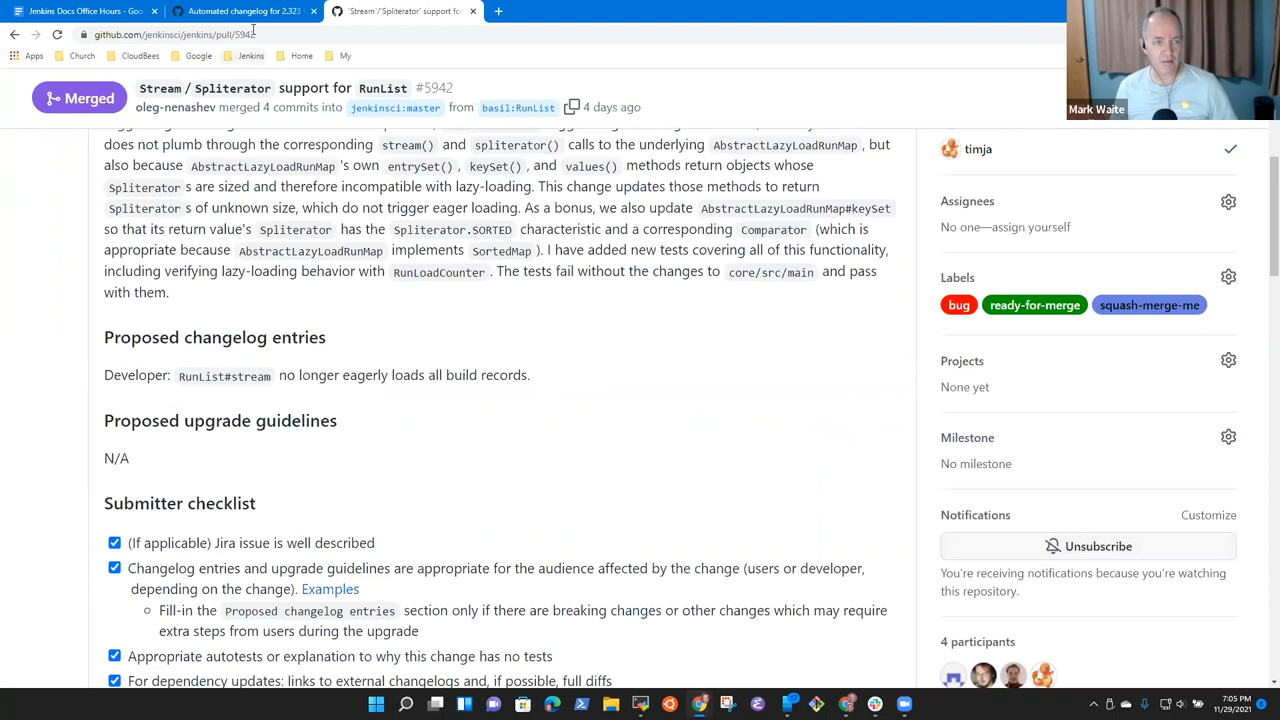 Jenkins Docs Office Hours - Goo
Automated changelog for 2.323
`Stream`/`Spliterator` support fo
github.com/jenkinsci/jenkins/pull/5942
Apps
Church
CloudBees
Google
Jenkins
Home
My
Merged
Stream / Spliterator support for RunList #5942
oleg-nenashev merged 4 commits into jenkinsci:master from basil:RunList 4 days ago
Mark Waite
does not plumb through the corresponding stream() and spliterator() calls to the underlying AbstractLazyLoadRunMap , but
also because AbstractLazyLoadRunMap 's own entrySet(), keySet(), and values() methods return objects whose
Spliterator s are sized and therefore incompatible with lazy-loading. This change updates those methods to return
Spliterator s of unknown size, which do not trigger eager loading. As a bonus, we also update AbstractLazyLoadRunMap#keySet
so that its return value's Spliterator has the Spliterator.SORTED characteristic and a corresponding Comparator (which is
appropriate because AbstractLazyLoadRunMap implements SortedMap ). I have added new tests covering all of this functionality,
including verifying lazy-loading behavior with RunLoadCounter . The tests fail without the changes to core/src/main and pass
with them.
Proposed changelog entries
Developer: RunList#stream no longer eagerly loads all build records.
Proposed upgrade guidelines
N/A
Submitter checklist
(If applicable) Jira issue is well described
Changelog entries and upgrade guidelines are appropriate for the audience affected by the change (users or developer,
depending on the change). Examples
Fill-in the Proposed changelog entries section only if there are breaking changes or other changes which may require
extra steps from users during the upgrade
Appropriate autotests or explanation to why this change has no tests
For dependency updates: links to external changelogs and, if possible, full diffs
timja
Assignees
No one—assign yourself
Labels
bug
ready-for-merge
squash-merge-me
Projects
None yet
Milestone
No milestone
Notifications
Customize
Unsubscribe
You're receiving notifications because you're watching
this repository.
4 participants
7:05 PM
11/29/2021